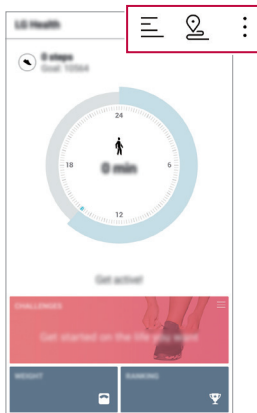 LG Health
0 steps
Goal: 10564
24
18
6
0 min
12
Get active!
CHALLENGES
Get started on the life you want
WEIGHT
RANKING